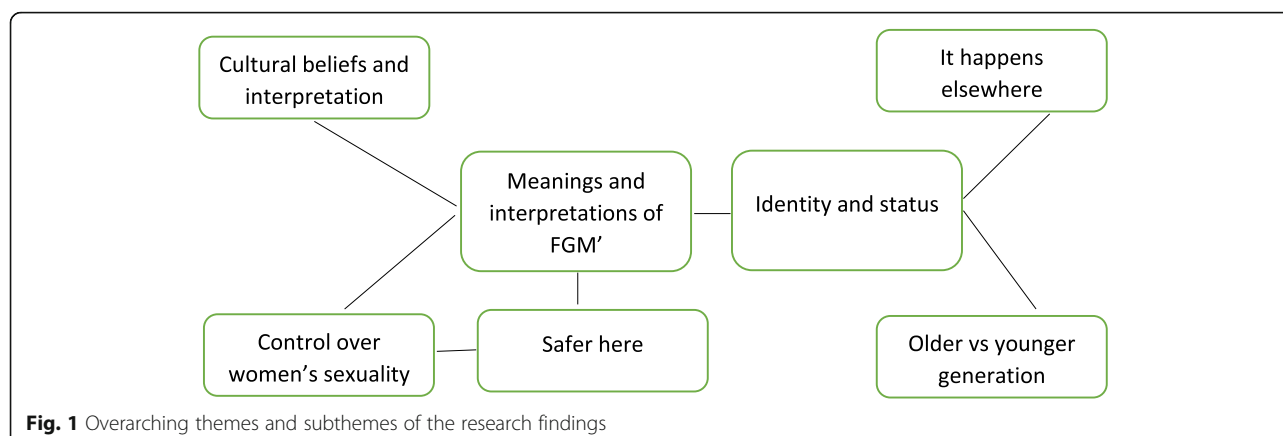 Cultural beliefs and
interpretation
It happens
elsewhere
Meanings and
interpretations of
FGM’
Identity and status
Control over
women’s sexuality
Safer here
Older vs younger
generation
Fig. 1 Overarching themes and subthemes of the research findings